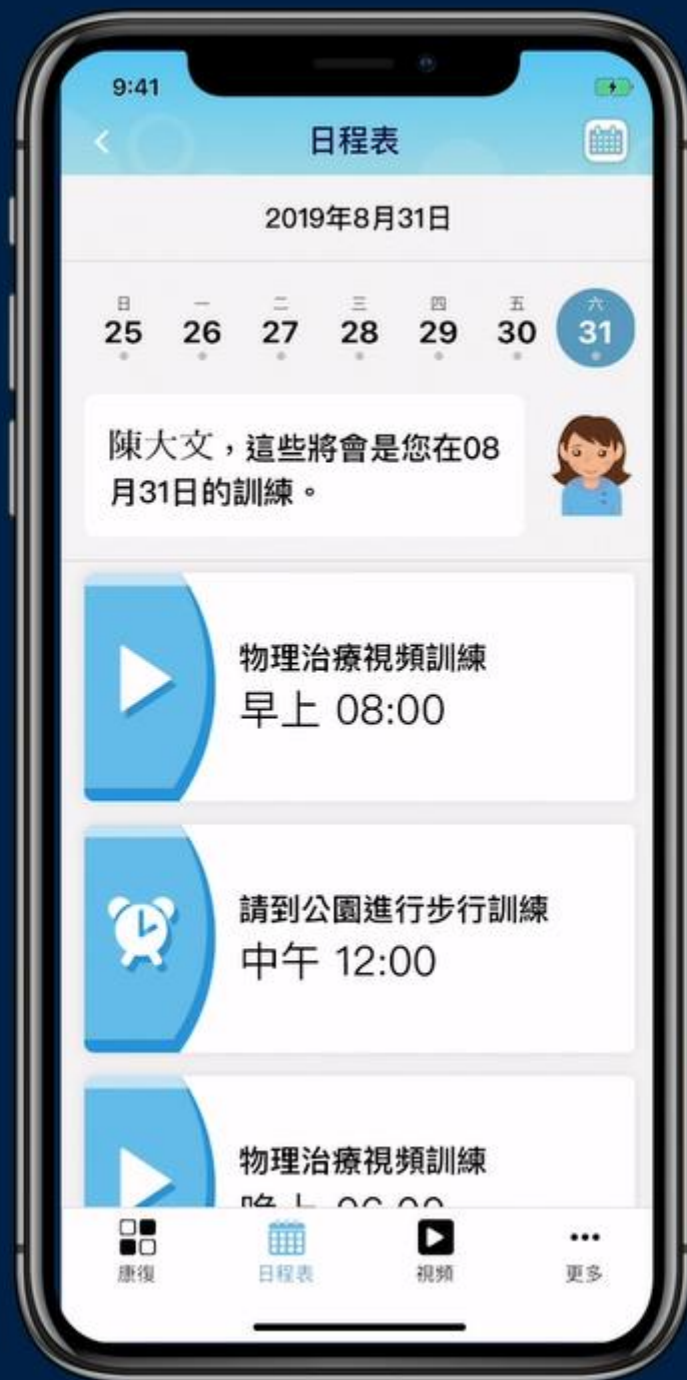 9:41
日程表
2019年8月31日
日 一 二 三 四 五 六
25 26 27 28 29 30 31
陳大文，這些將會是您在08
月31日的訓練。
物理治療視頻訓練
早上 08:00
請到公園進行步行訓練
中午 12:00
物理治療視頻訓練
晚上 06:00
康復 日程表 視頻 更多